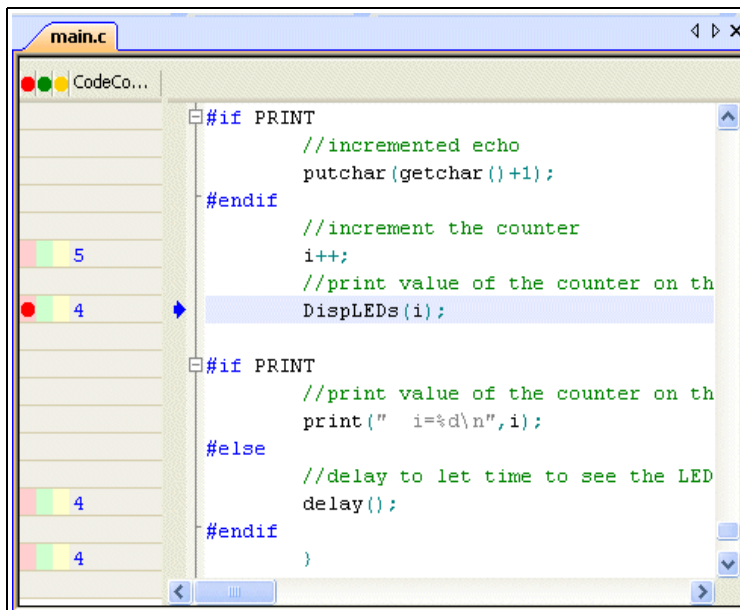 main.c
CodeCo...
#if PRINT
//incremented echo
putchar(getchar()+1);
#endif
//increment the counter
5 i++;
//print value of the counter on th
4 DispLEDs(i);
#if PRINT
//print value of the counter on th
print("  i=%d\n",i);
#else
//delay to let time to see the LED
4 delay();
#endif
4 }